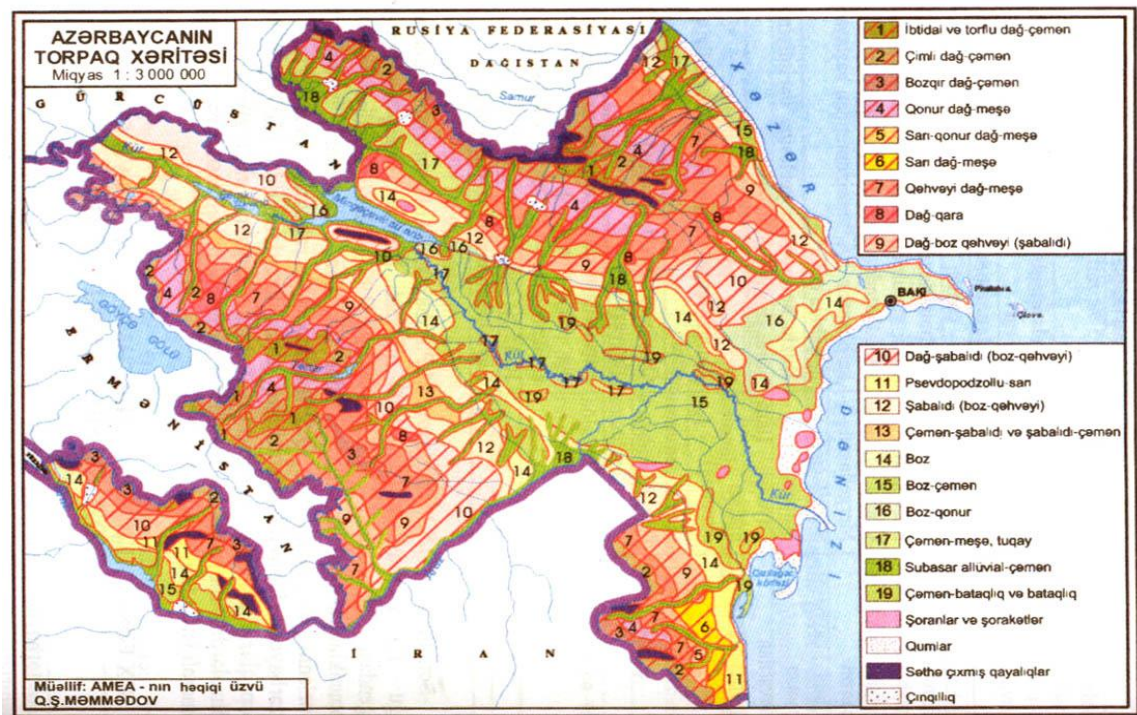 AZƏRBAYCANIN
TORPAQ XƏRİTƏSİ
Miqyas 1 : 3 000 000
RUSİYA FEDERASİYASI
DAĞISTAN
Samur
GÜRCÜSTAN
XƏZƏR
DƏNİZİ
Kür
Mingəçevir su anbarı
GÖYÇƏ
GÖLÜ
ERMƏNİSTAN
BAKI
Kür
Kür
İRAN
1 İbtidai və torflu dağ-çəmən
2 Çimli dağ-çəmən
3 Bozqır dağ-çəmən
4 Qonur dağ-meşə
5 Sarı-qonur dağ-meşə
6 Sarı dağ-meşə
7 Qəhvəyi dağ-meşə
8 Dağ-qara
9 Dağ-boz qəhvəyi (şabalıdı)
10 Dağ-şabalıdı (boz-qəhvəyi)
11 Psevdopodzollu-sarı
12 Şabalıdı (boz-qəhvəyi)
13 Çəmən-şabalıdı və şabalıdı-çəmən
14 Boz
15 Boz-çəmən
16 Boz-qonur
17 Çəmən-meşə, tuqay
18 Subasar allüvial-çəmən
19 Çəmən-bataqlıq və bataqlıq
Şoranlar və şorakətlər
Qumlar
Səthə çıxmış qayalıqlar
Çınqıllıq
Müəllif: AMEA - nın həqiqi üzvü
Q.Ş.MƏMMƏDOV